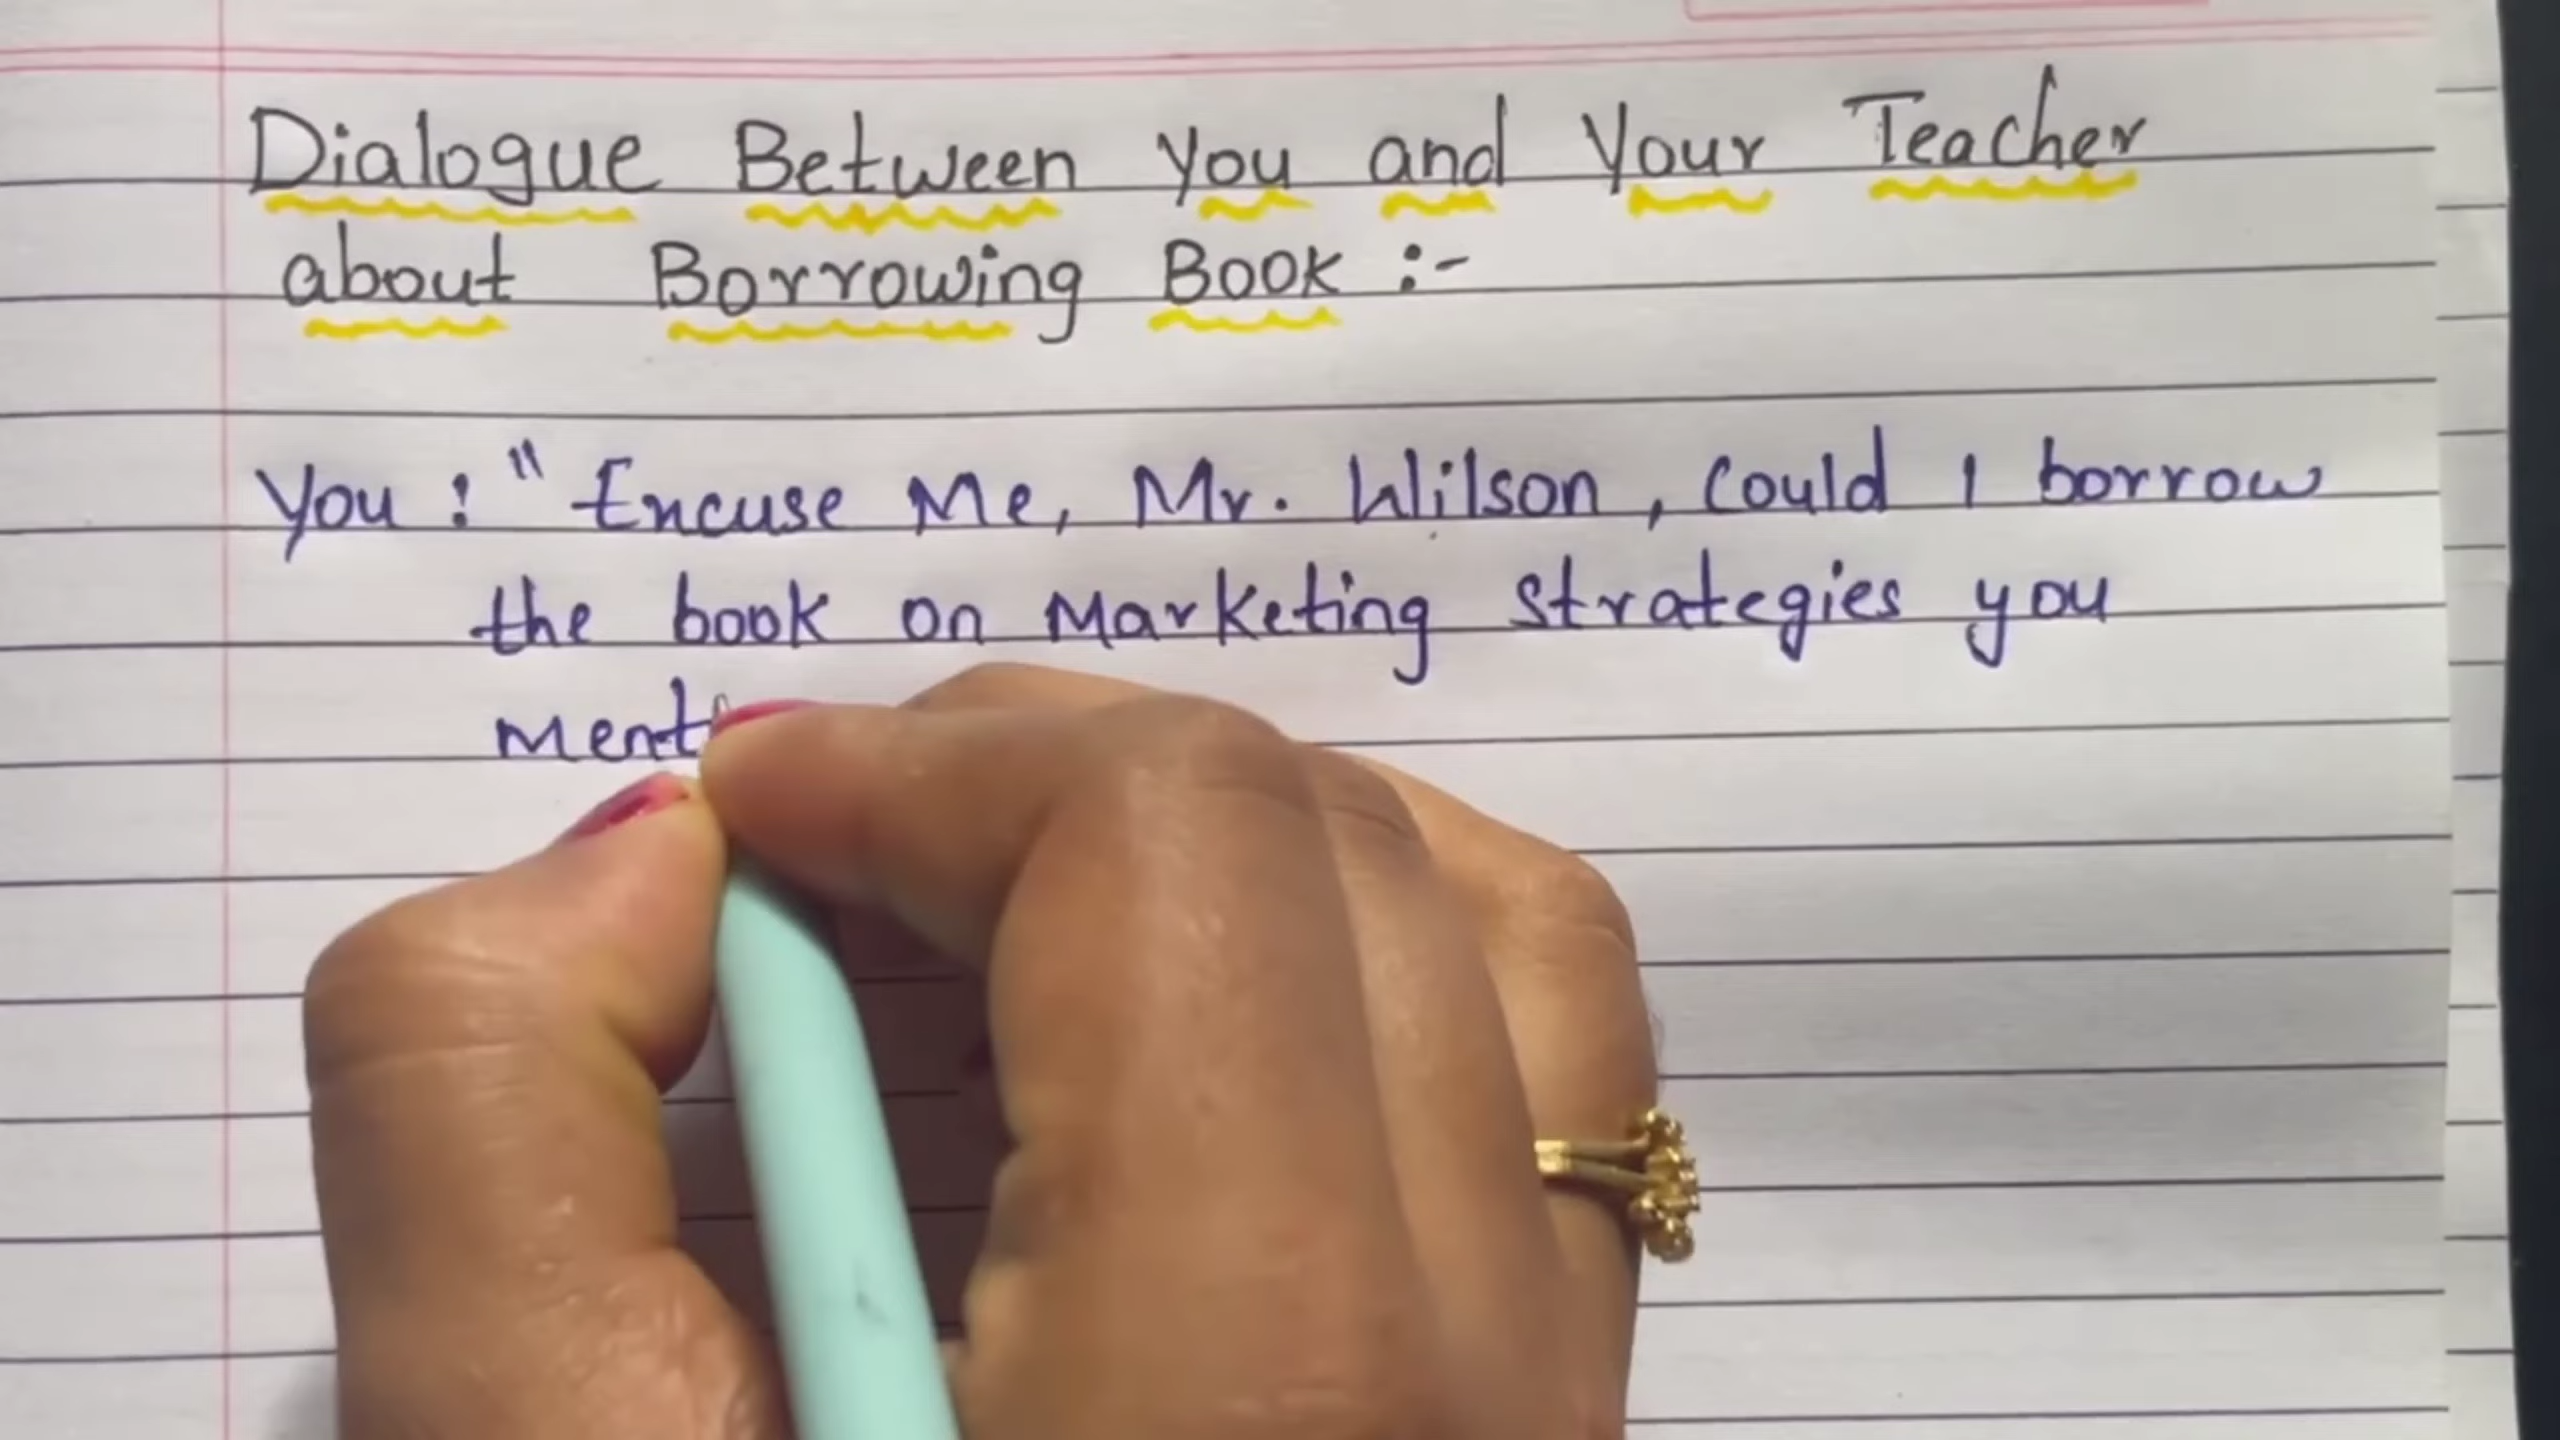 Dialogue Between You and Your Teacher
about Borrowing Book :-
You : " Excuse Me, Mr. Wilson, Could I borrow
the book on Marketing Strategies you
ment